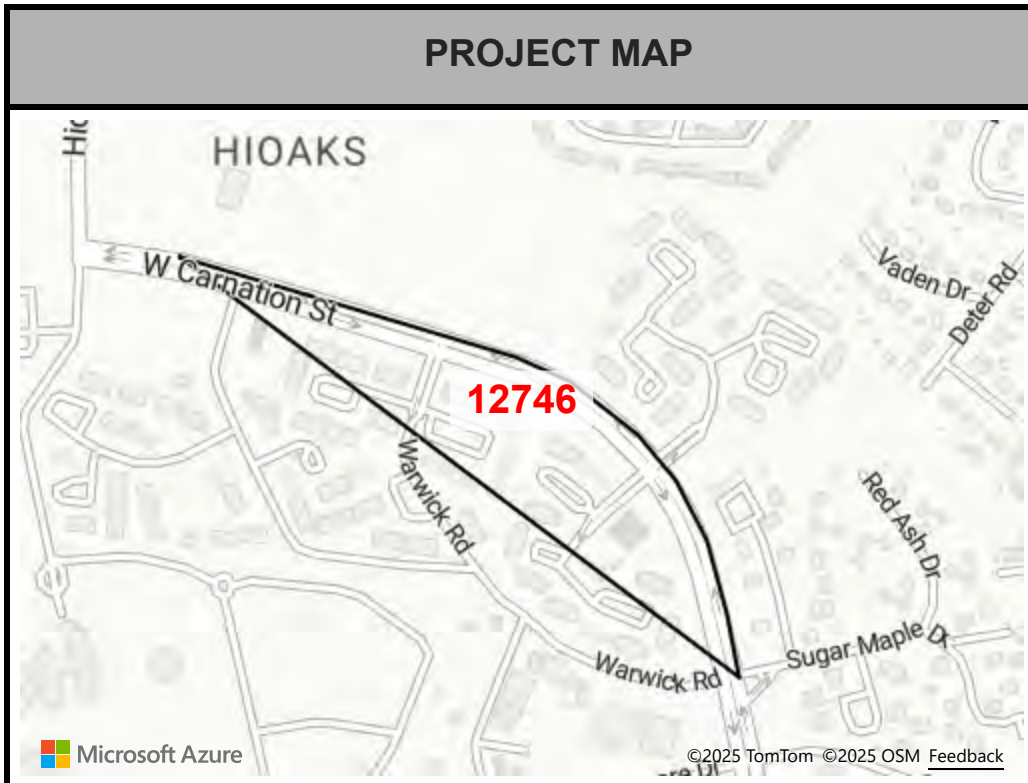 PROJECT MAP
HIOAKS
W Carnation St
Vaden Dr
Deter Rd
12746
Warwick Rd
Red Ash Dr
Sugar Maple Dr
Warwick Rd
Microsoft Azure
©2025 TomTom ©2025 OSM Feedback